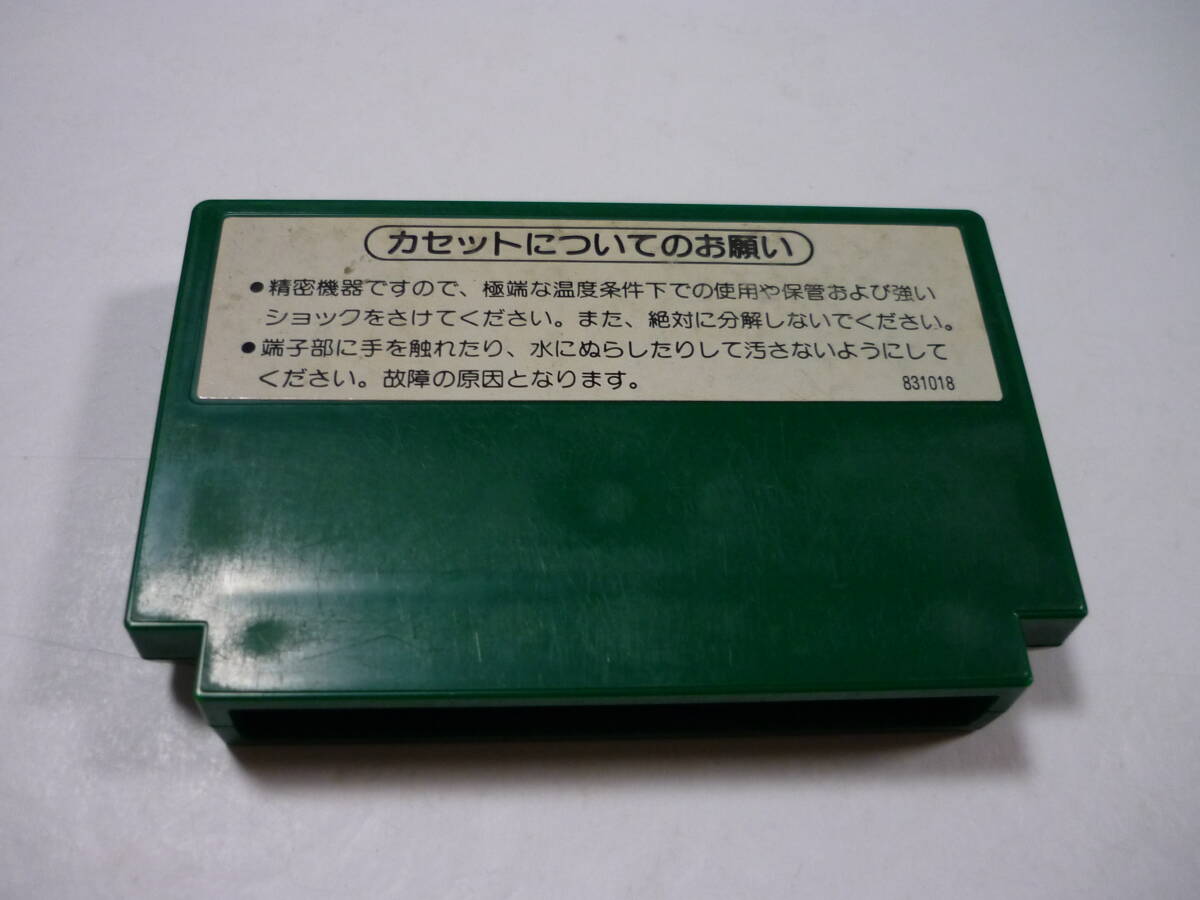 カセットについてのお願い
●精密機器ですので、極端な温度条件下での使用や保管および強い
ショックをさけてください。また、絶対に分解しないでください。
●端子部に手を触れたり、水にぬらしたりして汚さないようにして
ください。故障の原因となります。 831018